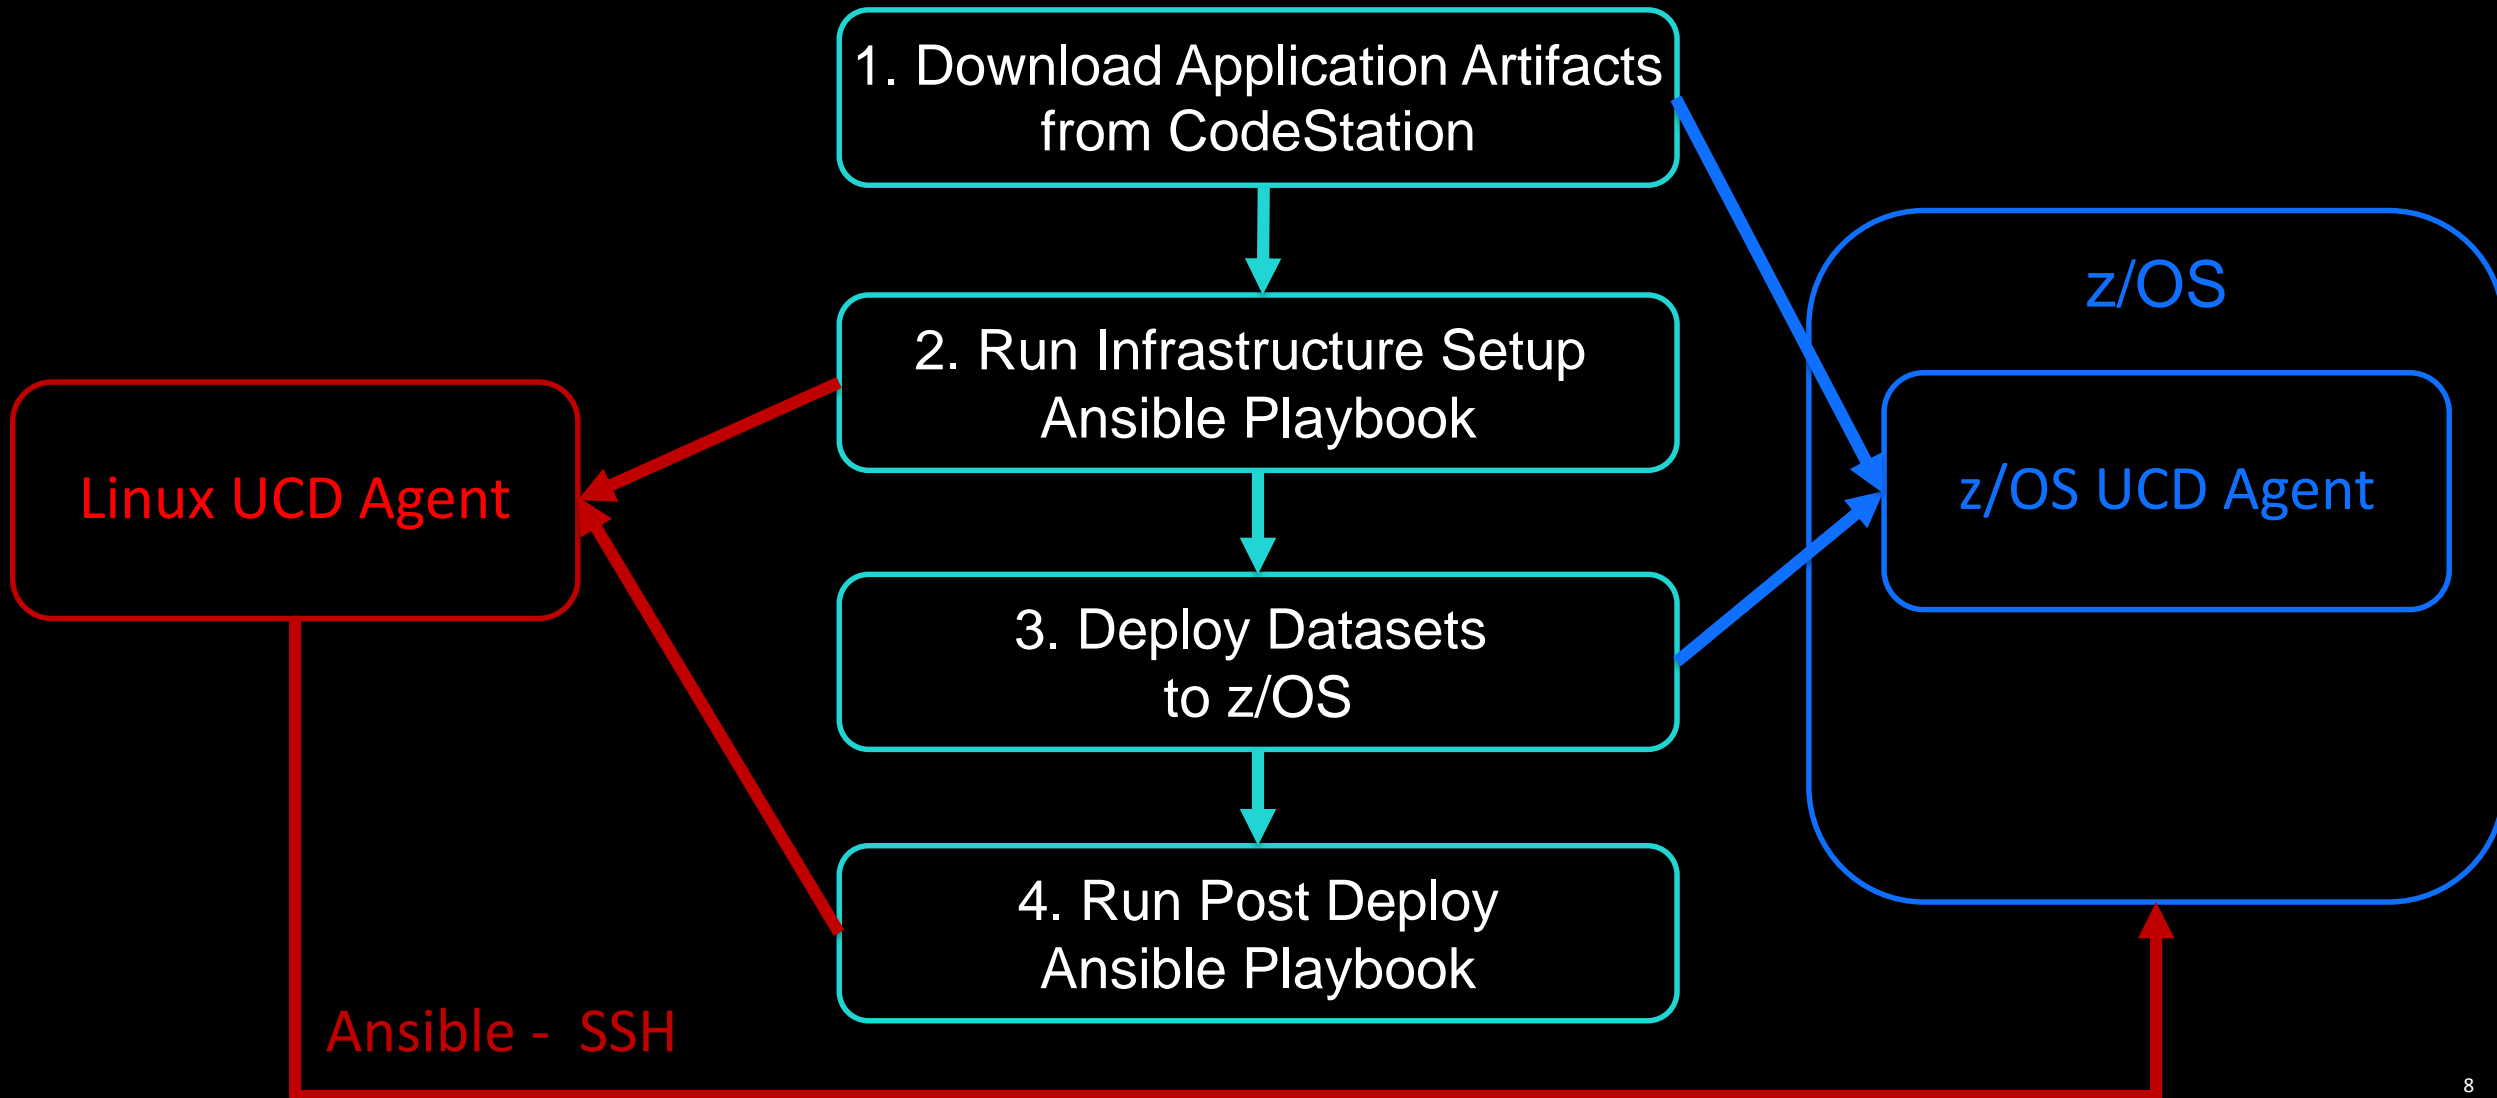 1. Download Application Artifacts
from CodeStation
z/OS
2. Run Infrastructure Setup
Ansible Playbook
Linux UCD Agent
z/OS UCD Agent
3. Deploy Datasets
to z/OS
4. Run Post Deploy
Ansible Playbook
Ansible - SSH
8